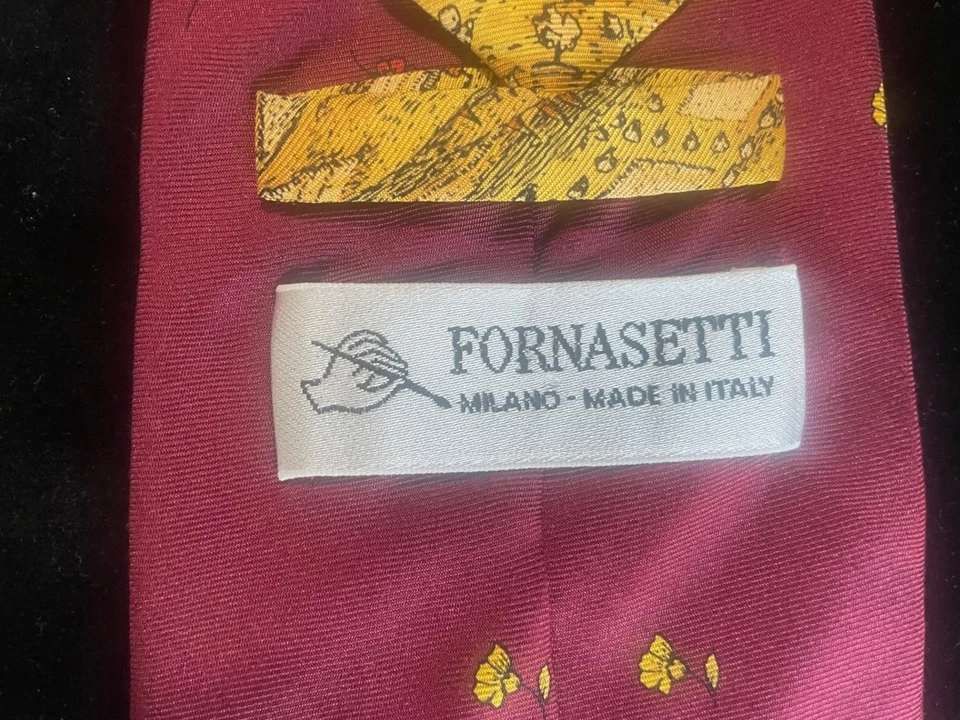 FORNASETTI
MILANO - MADE IN ITALY